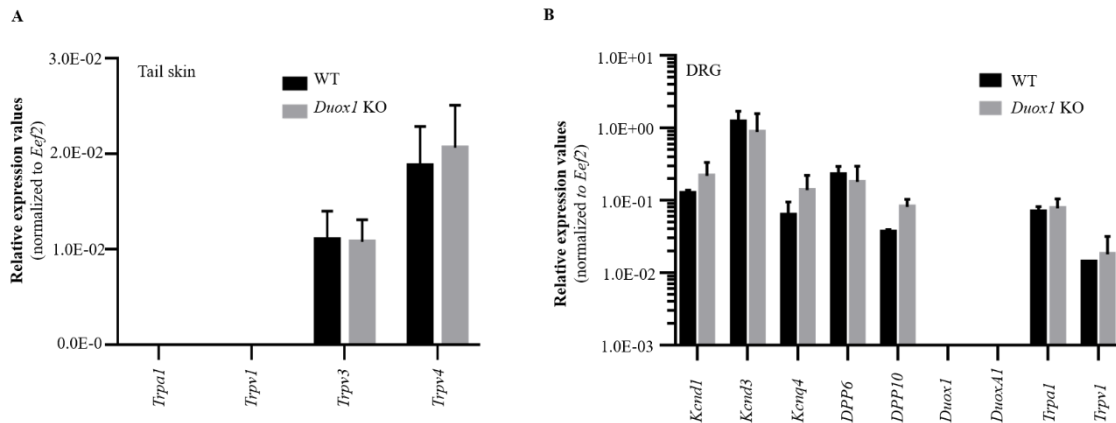 A
Relative expression values
(normalized to Eef2)
3.0E-02
2.0E-02
1.0E-02
0.0E-0
Tail skin
WT
Duox1 KO
Trpa1
Trpv1
Trpv3
Trpv4
B
Relative expression values
(normalized to Eef2)
1.0E+01
1.0E+00
1.0E-01
1.0E-02
1.0E-03
DRG
WT
Duox1 KO
Kcnd1
Kcnd3
Kcnq4
DPP6
DPP10
Duox1
DuoxA1
Trpa1
Trpv1